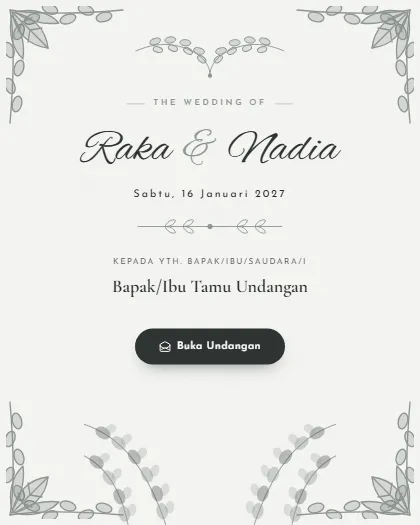 THE WEDDING OF
Raka & Nadia
Sabtu, 16 Januari 2027
KEPADA YTH. BAPAK/IBU/SAUDARA/I
Bapak/Ibu Tamu Undangan
Buka Undangan